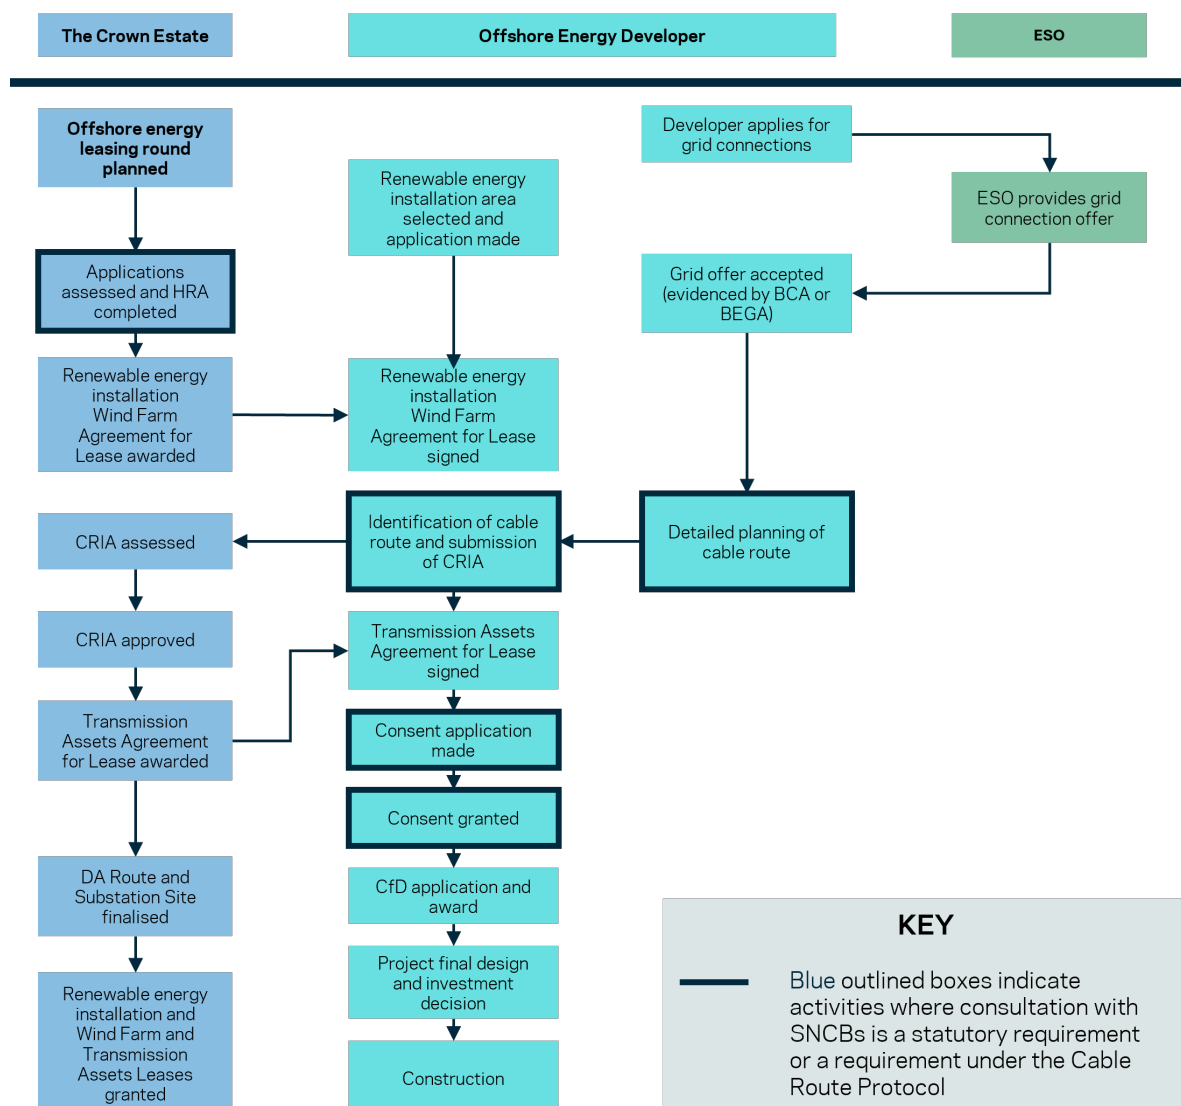 The Crown Estate
Offshore Energy Developer
ESO
Offshore energy
leasing round
planned
Applications
assessed and HRA
completed
Renewable energy
installation
Wind Farm
Agreement for
Lease awarded
CRIA assessed
CRIA approved
Transmission
Assets Agreement
for Lease awarded
DA Route and
Substation Site
finalised
Renewable energy
installation and
Wind Farm and
Transmission
Assets Leases
granted
Renewable energy
installation area
selected and
application made
Renewable energy
installation
Wind Farm
Agreement for Lease
signed
Identification of cable
route and submission
of CRIA
Transmission Assets
Agreement for Lease
signed
Consent application
made
Consent granted
CfD application and
award
Project final design
and investment
decision
Construction
Developer applies for
grid connections
ESO provides grid
connection offer
Grid offer accepted
(evidenced by BCA or
BEGA)
Detailed planning of
cable route
KEY
Blue outlined boxes indicate
activities where consultation with
SNCBs is a statutory requirement
or a requirement under the Cable
Route Protocol